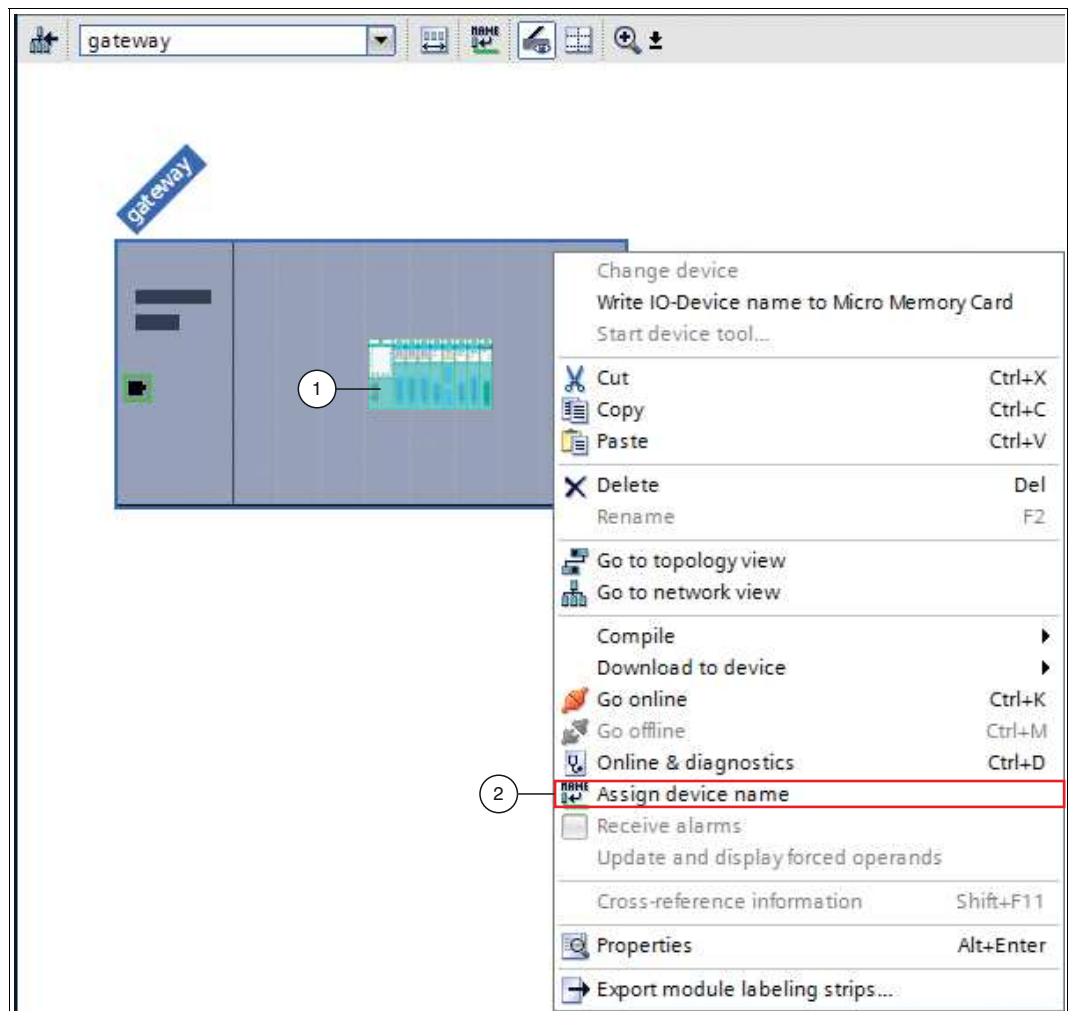 gateway
NAME
gateway
Change device
Write IO-Device name to Micro Memory Card
Start device tool...
1
Cut Ctrl+X
Copy Ctrl+C
Paste Ctrl+V
Delete Del
Rename F2
Go to topology view
Go to network view
Compile
Download to device
Go online Ctrl+K
Go offline Ctrl+M
Online & diagnostics Ctrl+D
2 NAME Assign device name
Receive alarms
Update and display forced operands
Cross-reference information Shift+F11
Properties Alt+Enter
Export module labeling strips...